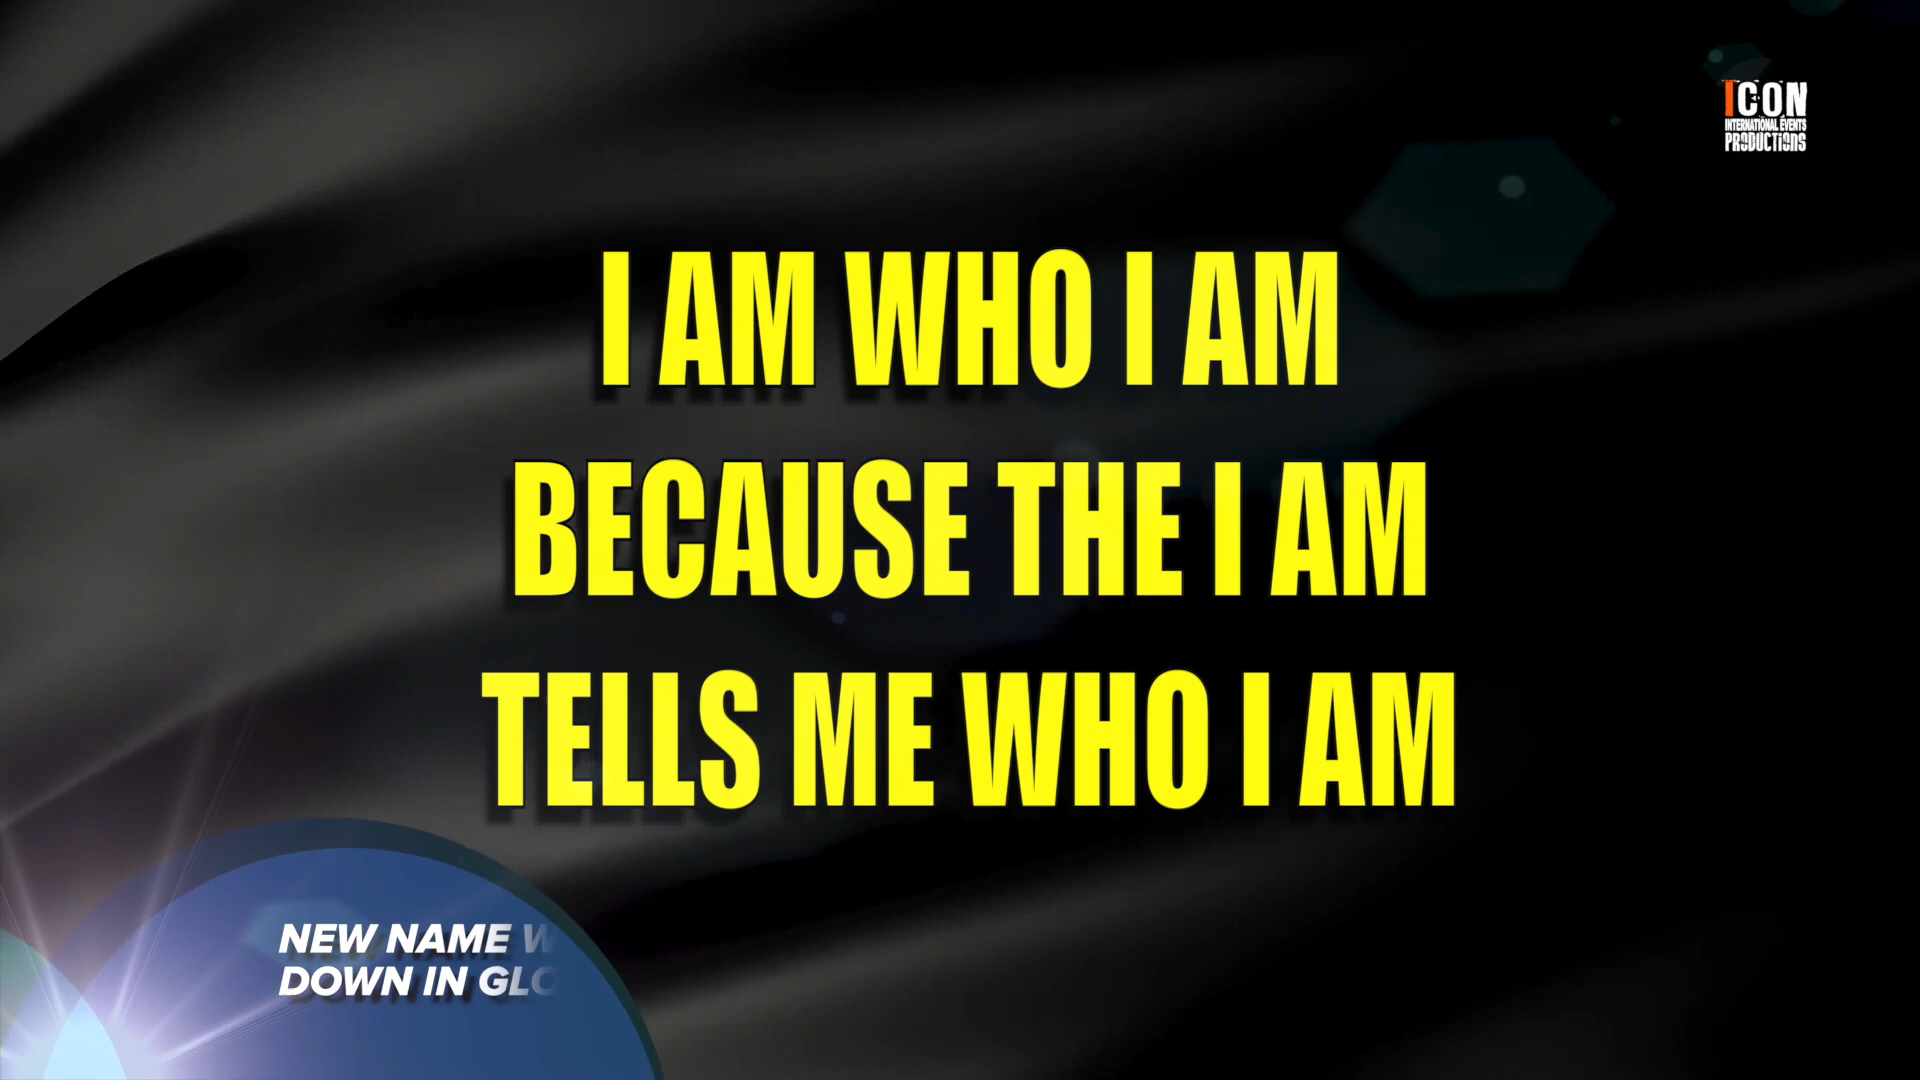 ICON
INTERNATIONAL EVENTS
PRODUCTIONS
I AM WHO I AM
BECAUSE THE I AM
TELLS ME WHO I AM
NEW NAME W
DOWN IN GLO